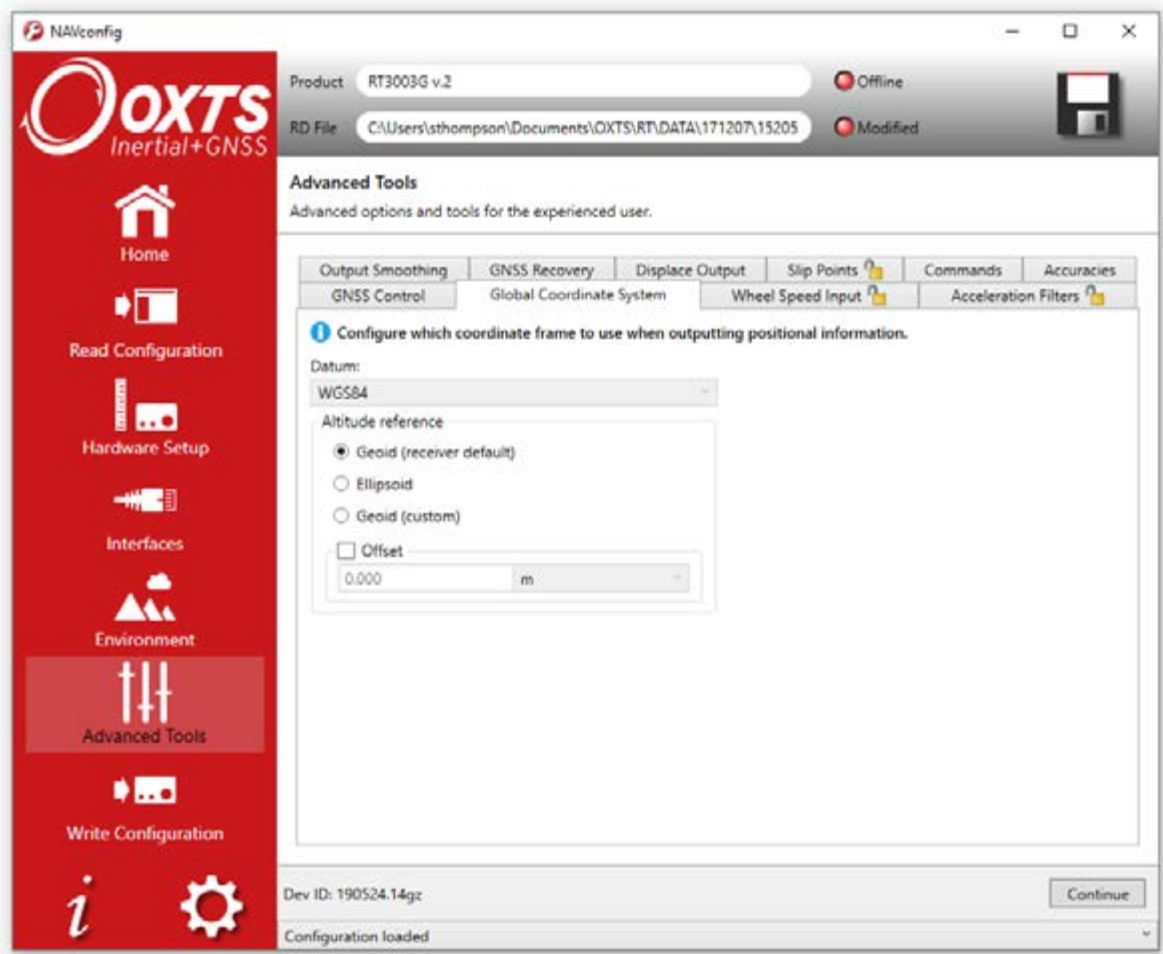 NAVconfig
OXTS
Inertial+GNSS
Home
Read Configuration
Hardware Setup
Interfaces
Environment
Advanced Tools
Write Configuration
i
Product RT3003G v.2 Offline
RD File C:\Users\sthompson\Documents\OXTS\RT\DATA\171207\15205 Modified
Advanced Tools
Advanced options and tools for the experienced user.
Output Smoothing GNSS Recovery Displace Output Slip Points Commands Accuracies
GNSS Control Global Coordinate System Wheel Speed Input Acceleration Filters
Configure which coordinate frame to use when outputting positional information.
Datum:
WGS84
Altitude reference
Geoid (receiver default)
Ellipsoid
Geoid (custom)
Offset
0.000 m
Dev ID: 190524.14gz Continue
Configuration loaded